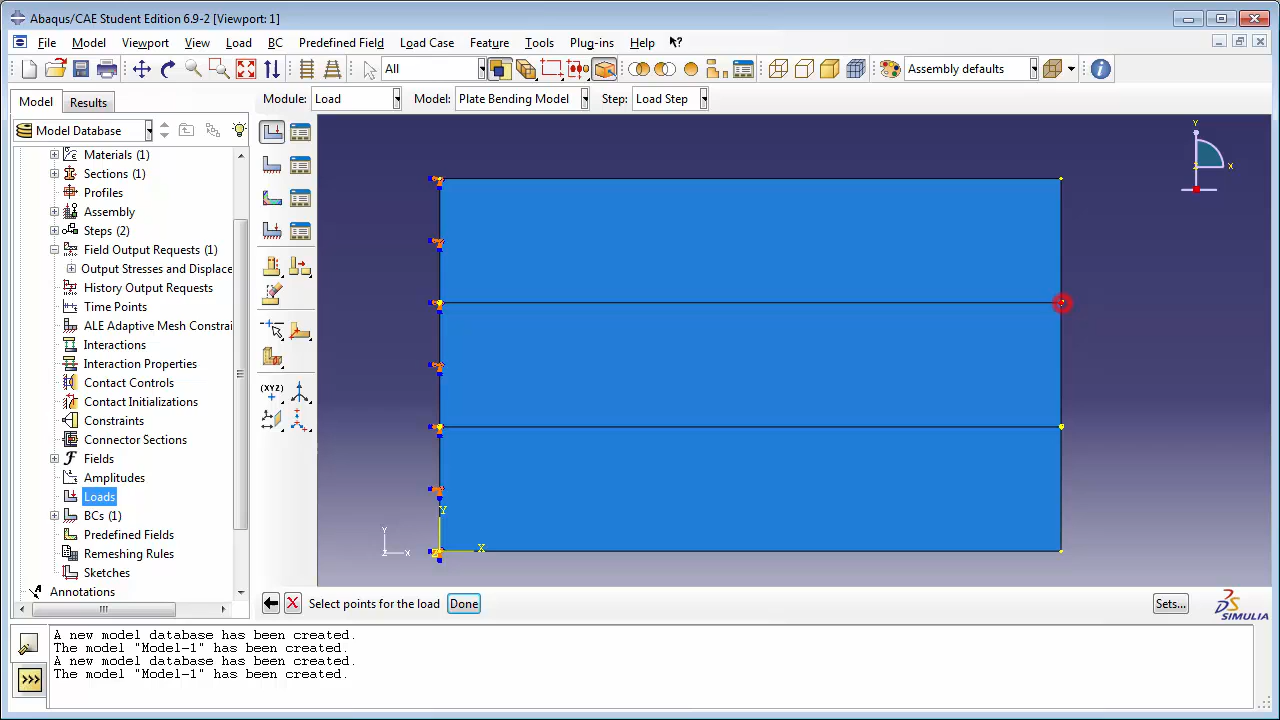 Abaqus/CAE Student Edition 6.9-2 [Viewport: 1]
File Model Viewport View Load BC Predefined Field Load Case Feature Tools Plug-ins Help
All
Assembly defaults
Model Results
Module: Load Model: Plate Bending Model Step: Load Step
Model Database
Materials (1)
Sections (1)
Profiles
Assembly
Steps (2)
Field Output Requests (1)
Output Stresses and Displace
History Output Requests
Time Points
ALE Adaptive Mesh Constrai
Interactions
Interaction Properties
Contact Controls
Contact Initializations
Constraints
Connector Sections
Fields
Amplitudes
Loads
BCs (1)
Predefined Fields
Remeshing Rules
Sketches
Annotations
(XYZ)
Y
X
Y
X
Y
Z X
Select points for the load Done Sets...
SIMULIA
A new model database has been created.
The model "Model-1" has been created.
A new model database has been created.
The model "Model-1" has been created.
>>>